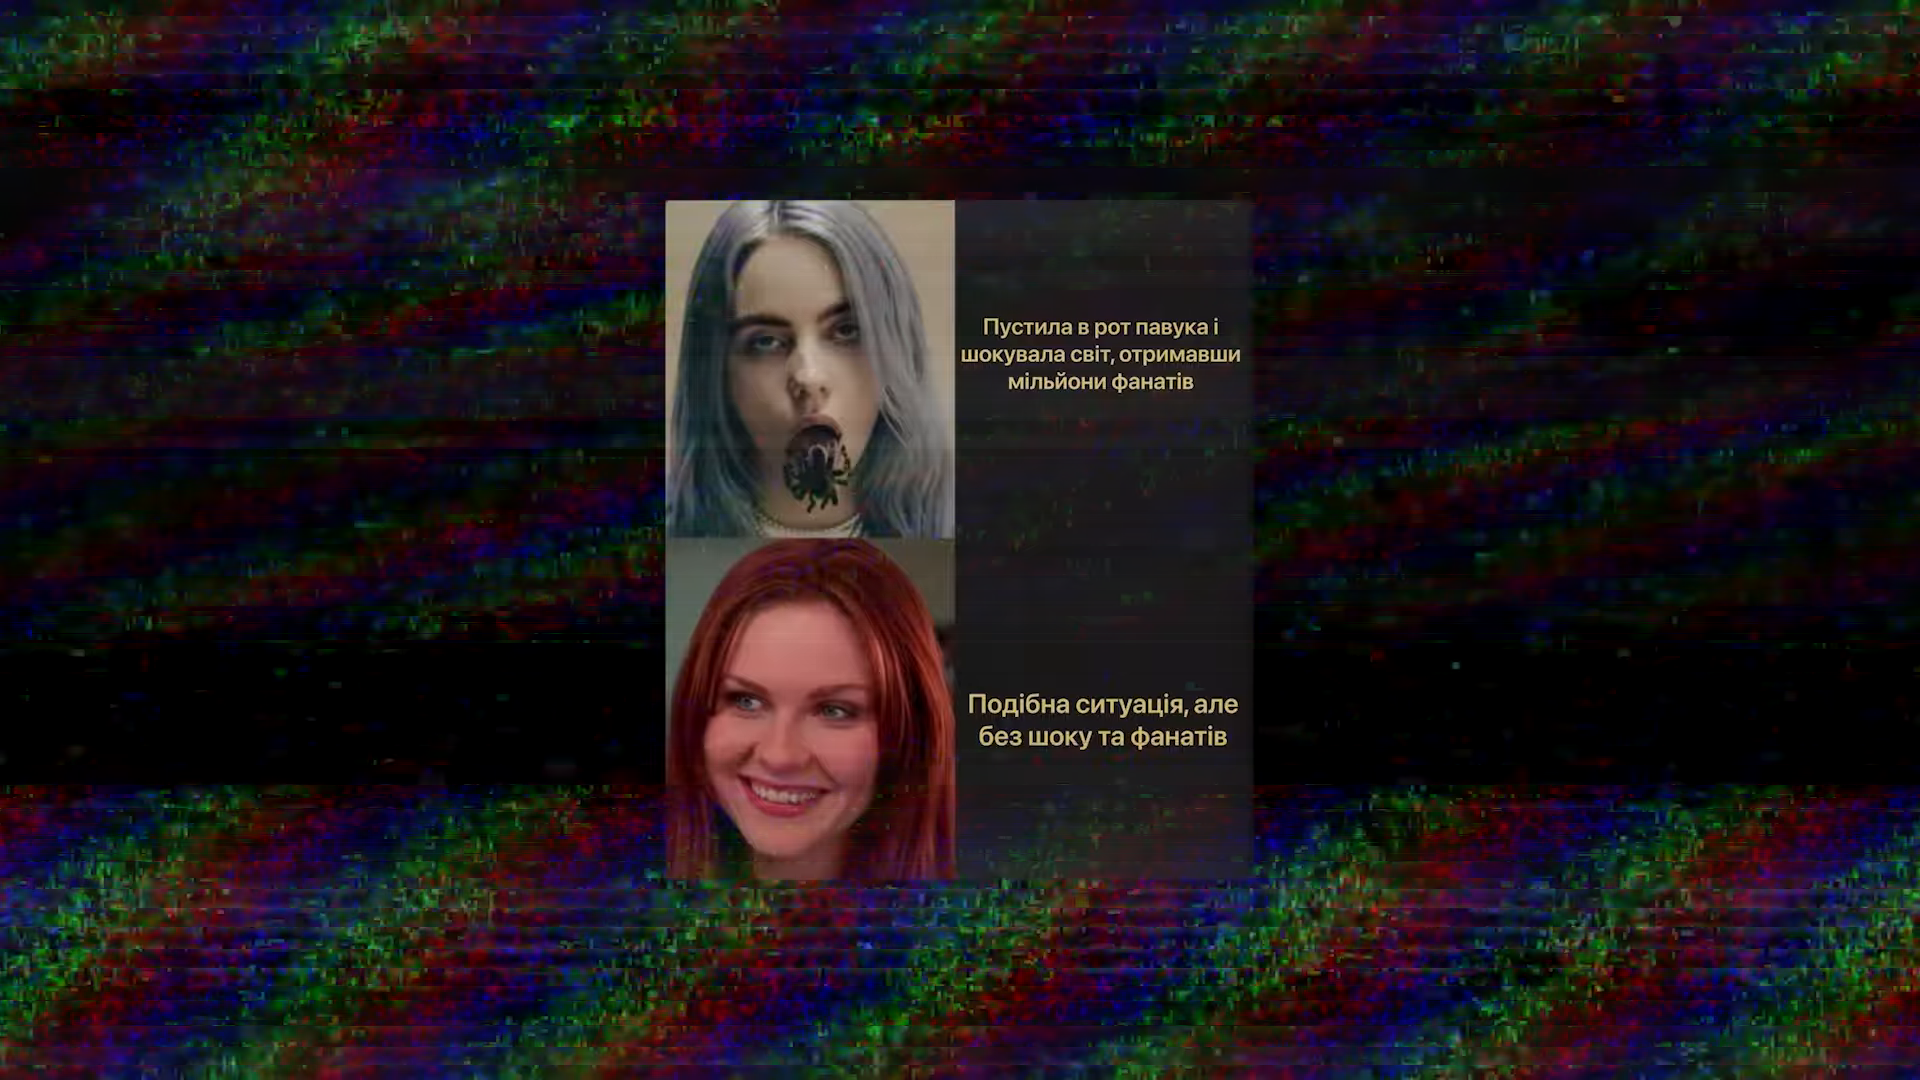 Пустила в рот павука і
шокувала світ, отримавши
мільйони фанатів
Подібна ситуація, але
без шоку та фанатів